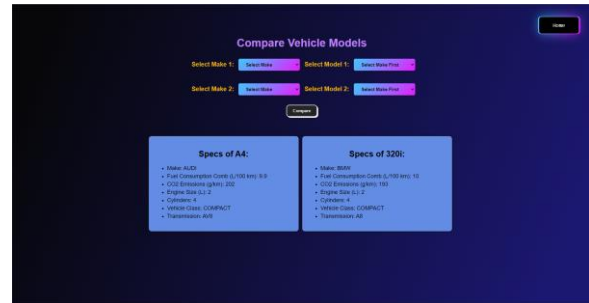 Home
Compare Vehicle Models
Select Make 1: Select Make Select Model 1: Select Make First
Select Make 2: Select Make Select Model 2: Select Make First
Compare
Specs of A4:
Make: AUDI
Fuel Consumption Comb (L/100 km):
CO2 Emissions (g/km): 202
Engine Size (L): 2
Cylinders: 4
Vehicle Class: COMPACT
Transmission: AV8
Specs of 320i:
Make: BMW
Fuel Consumption Comb (L/100 km): 10
CO2 Emissions (g/km): 193
Engine Size (L): 2
Cylinders: 4
Vehicle Class: COMPACT
Transmission: A8